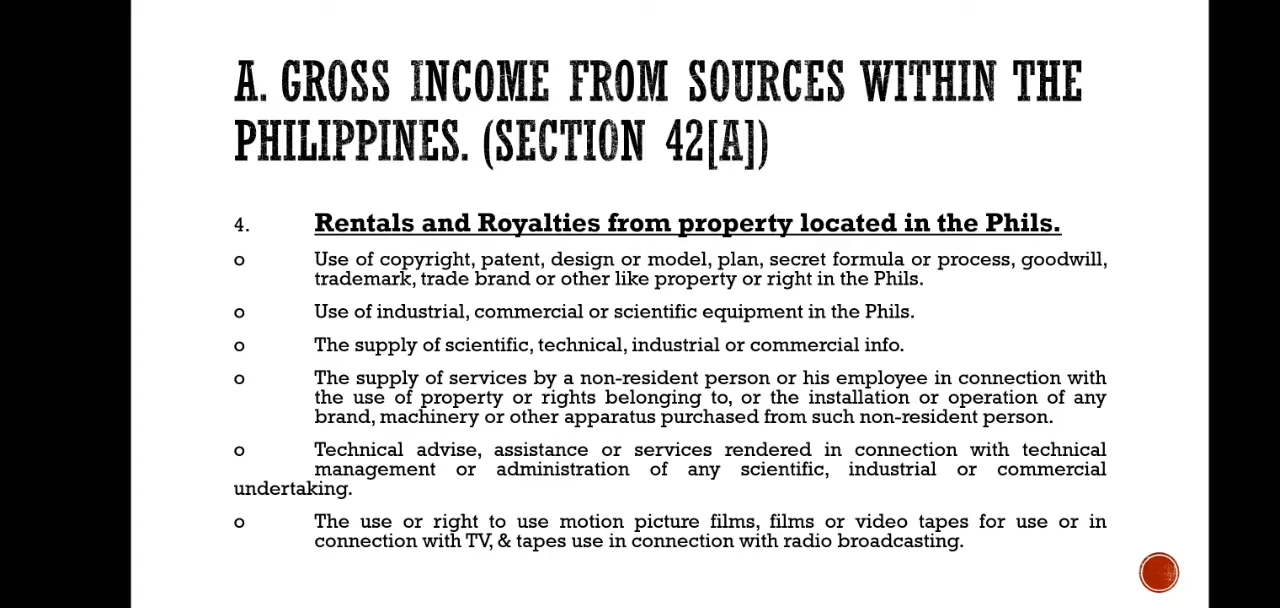 A. GROSS INCOME FROM SOURCES WITHIN THE
PHILIPPINES. (SECTION 42[A])
4. Rentals and Royalties from property located in the Phils.
o Use of copyright, patent, design or model, plan, secret formula or process, goodwill,
trademark, trade brand or other like property or right in the Phils.
o Use of industrial, commercial or scientific equipment in the Phils.
o The supply of scientific, technical, industrial or commercial info.
o The supply of services by a non-resident person or his employee in connection with
the use of property or rights belonging to, or the installation or operation of any
brand, machinery or other apparatus purchased from such non-resident person.
o Technical advise, assistance or services rendered in connection with technical
management or administration of any scientific, industrial or commercial
undertaking.
o The use or right to use motion picture films, films or video tapes for use or in
connection with TV, & tapes use in connection with radio broadcasting.